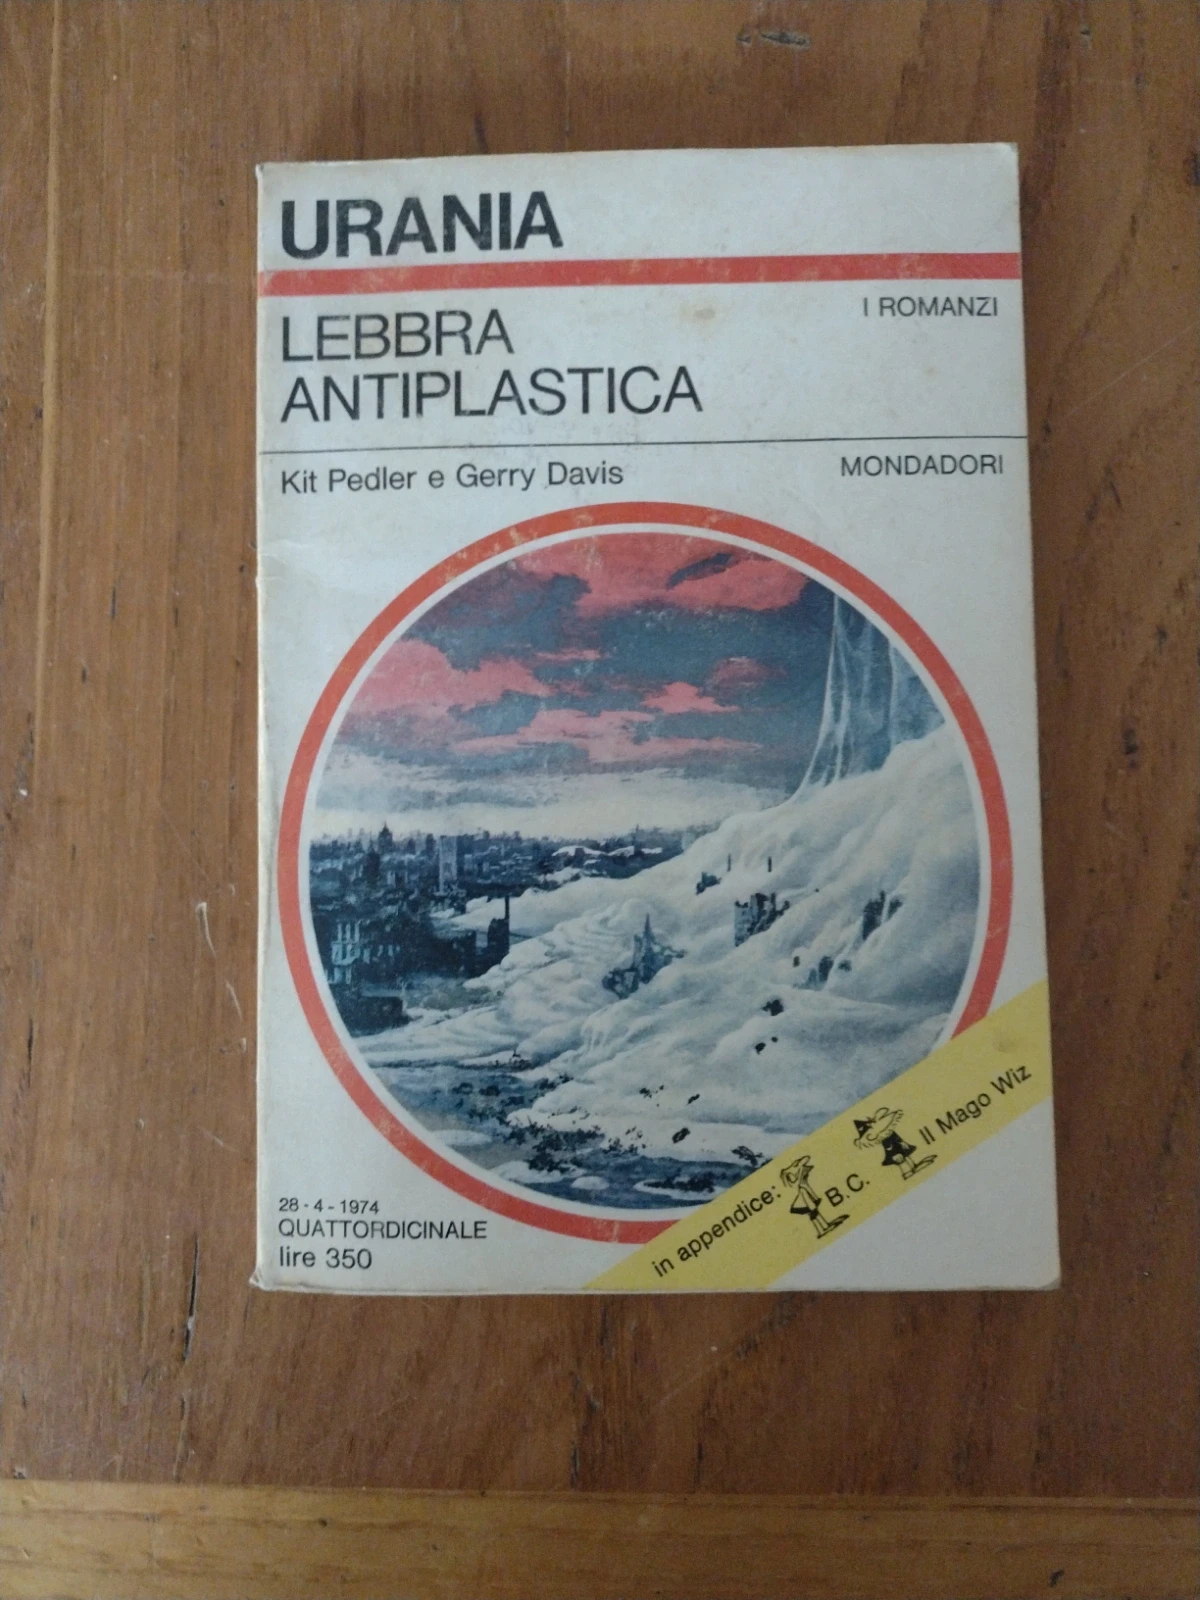 URANIA
LEBBRA
ANTIPLASTICA
I ROMANZI
Kit Pedler e Gerry Davis
MONDADORI
in appendice: B.C. Il Mago Wiz
28-4-1974
QUATTORDICINALE
lire 350